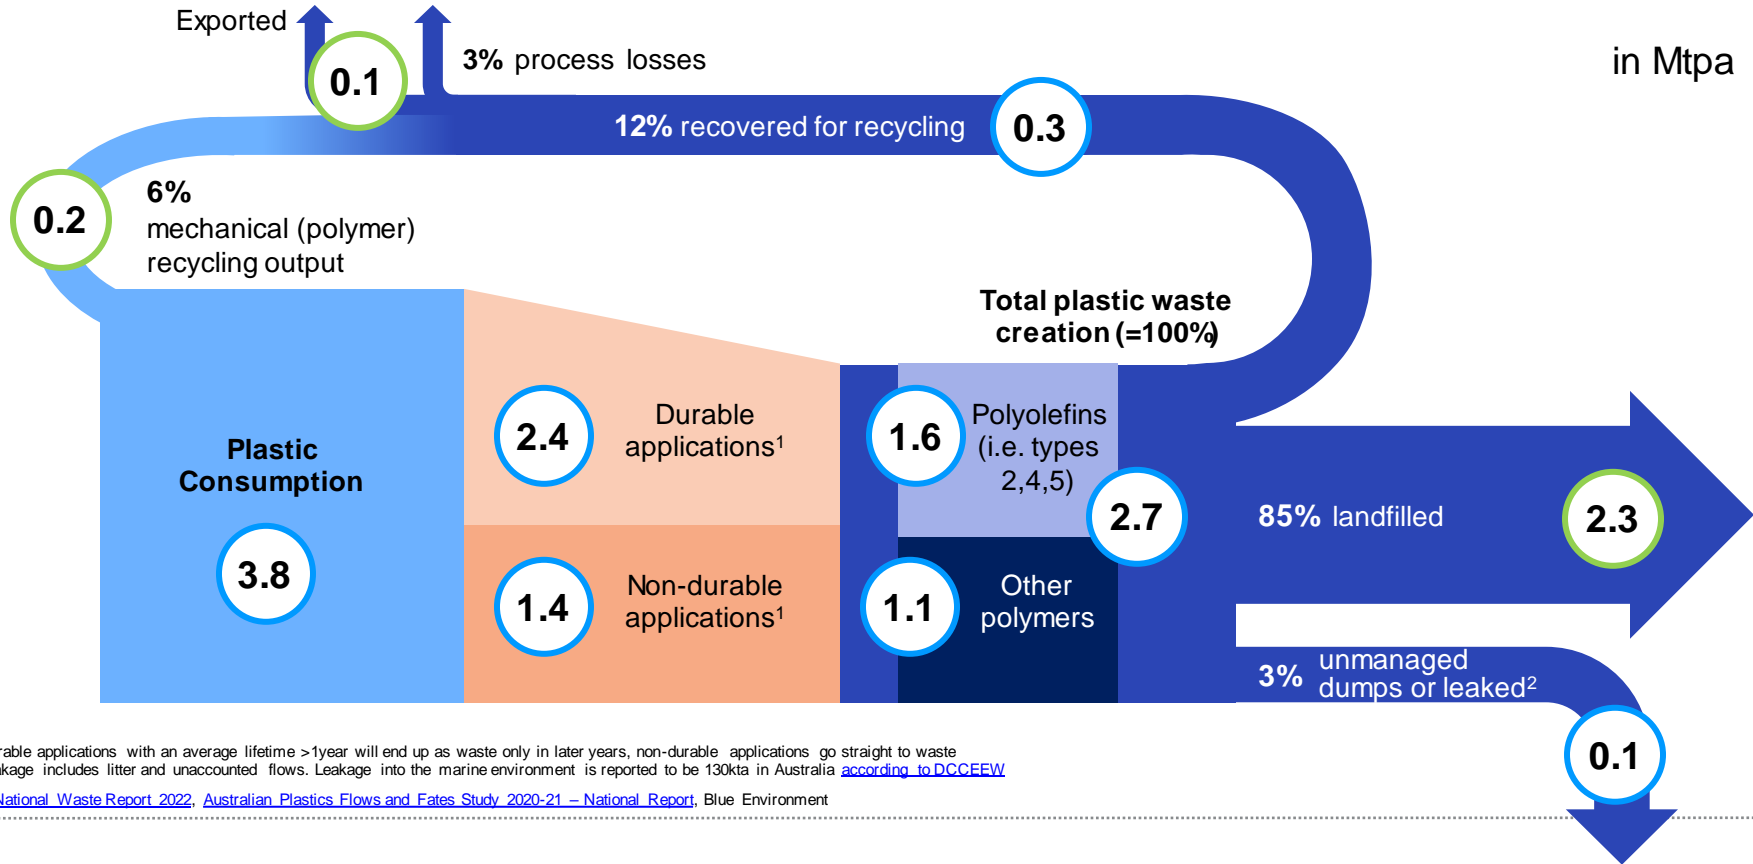 Exported
in Mtpa
3% process losses
0.1
12% recovered for recycling
0.3
6%
mechanical (polymer)
recycling output
0.2
Total plastic waste
creation (=100%)
Plastic
Consumption
3.8
2.4
Durable
applications¹
1.4
Non-durable
applications¹
1.6
Polyolefins
(i.e. types
2,4,5)
1.1
Other
polymers
2.7
85% landfilled
2.3
3% unmanaged
dumps or leaked²
0.1
applications with an average lifetime >1year will end up as waste only in later years, non-durable applications go straight to waste
includes litter and unaccounted flows. Leakage into the marine environment is reported to be 130kta in Australia according to DCCEEW
National Waste Report 2022, Australian Plastics Flows and Fates Study 2020-21 – National Report, Blue Environment